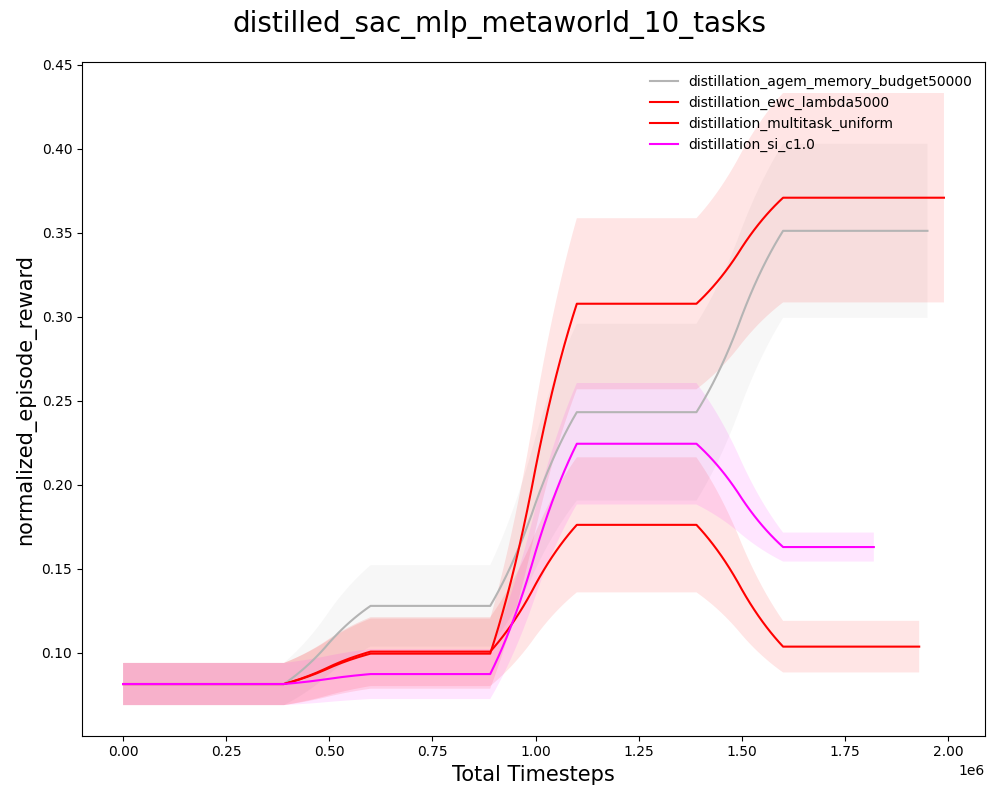 distilled_sac_mlp_metaworld_10_tasks
distillation_agem_memory_budget50000
distillation_ewc_lambda5000
distillation_multitask_uniform
distillation_si_c1.0
normalized_episode_reward
0.45
0.40
0.35
0.30
0.25
0.20
0.15
0.10
0.00 0.25 0.50 0.75 1.00 1.25 1.50 1.75 2.00
1e6
Total Timesteps